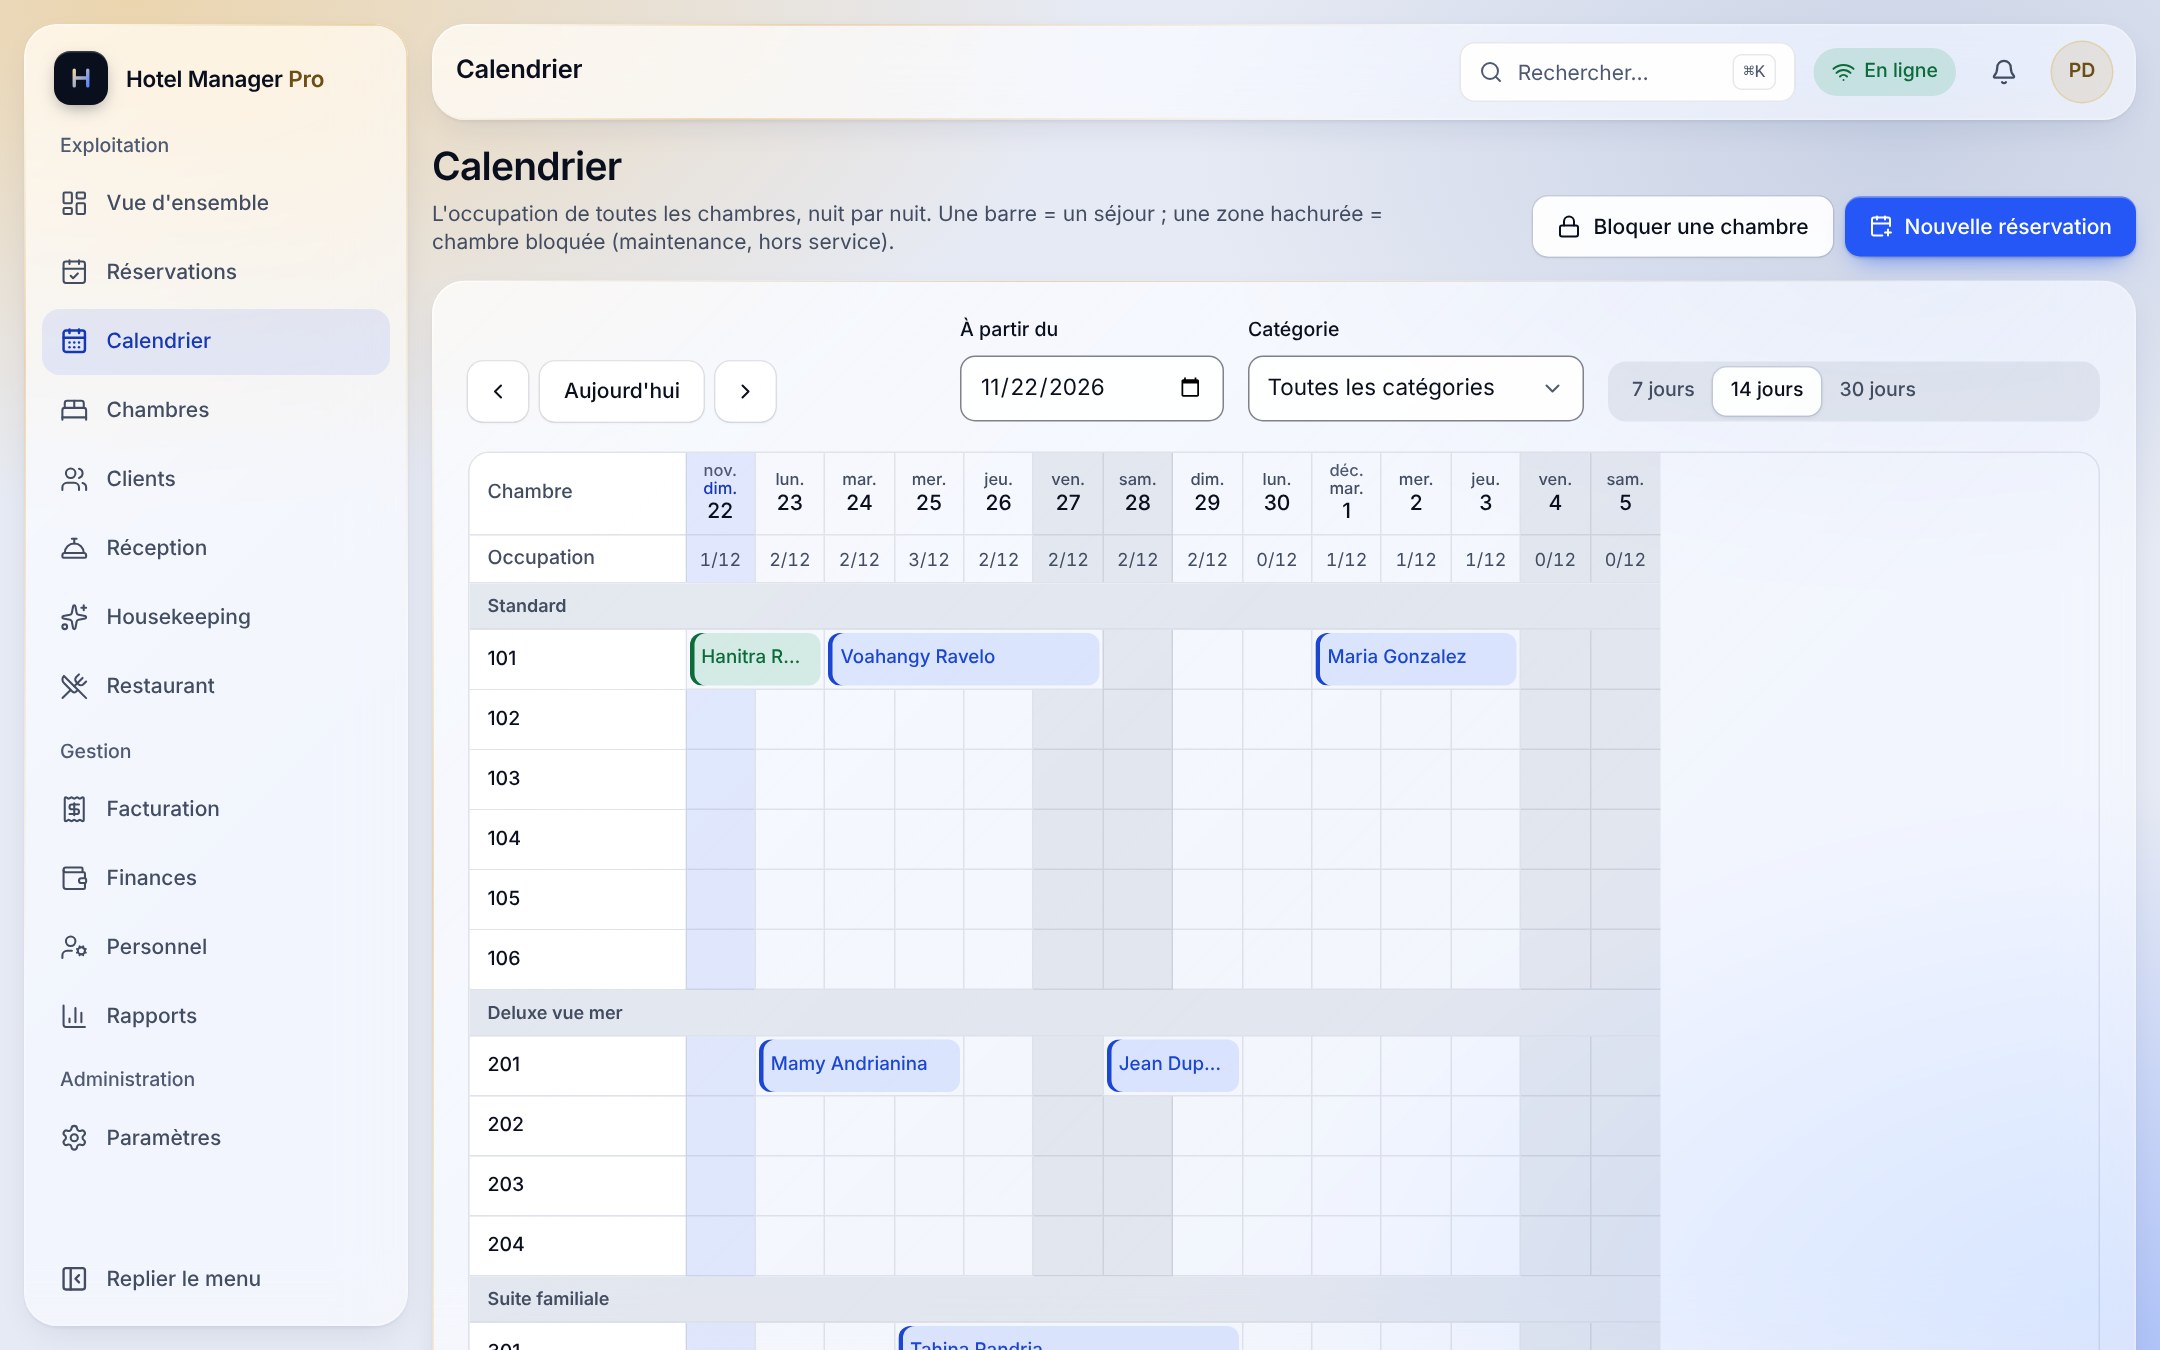 Hotel Manager Pro
Exploitation
Vue d'ensemble
Réservations
Calendrier
Chambres
Clients
Réception
Housekeeping
Restaurant
Gestion
Facturation
Finances
Personnel
Rapports
Administration
Paramètres
Replier le menu
Calendrier
Rechercher...
⌘K
En ligne
PD
Calendrier
L'occupation de toutes les chambres, nuit par nuit. Une barre = un séjour ; une zone hachurée =
chambre bloquée (maintenance, hors service).
Bloquer une chambre
Nouvelle réservation
Aujourd'hui
À partir du
11/22/2026
Catégorie
Toutes les catégories
7 jours 14 jours 30 jours
Chambre
nov. dim. 22
lun. 23
mar. 24
mer. 25
jeu. 26
ven. 27
sam. 28
dim. 29
lun. 30
déc. mar. 1
mer. 2
jeu. 3
ven. 4
sam. 5
Occupation 1/12 2/12 2/12 3/12 2/12 2/12 2/12 2/12 0/12 1/12 1/12 1/12 0/12 0/12
Standard
101 Hanitra R... Voahangy Ravelo Maria Gonzalez
102
103
104
105
106
Deluxe vue mer
201 Mamy Andrianina Jean Dup...
202
203
204
Suite familiale
301 Tahina Randria